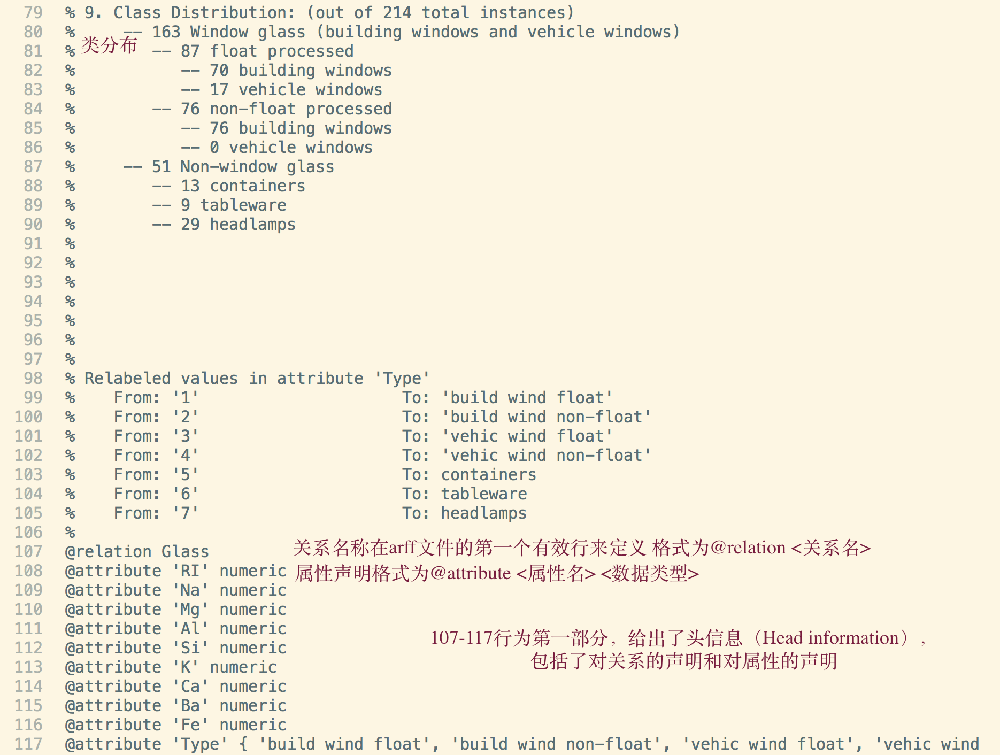 79 % 9. Class Distribution: (out of 214 total instances)
80 % -- 163 Window glass (building windows and vehicle windows)
类分布
81 % -- 87 float processed
82 % -- 70 building windows
83 % -- 17 vehicle windows
84 % -- 76 non-float processed
85 % -- 76 building windows
86 % -- 0 vehicle windows
87 % -- 51 Non-window glass
88 % -- 13 containers
89 % -- 9 tableware
90 % -- 29 headlamps
91 %
92 %
93 %
94 %
95 %
96 %
97 %
98 % Relabeled values in attribute 'Type'
99 % From: '1' To: 'build wind float'
100 % From: '2' To: 'build wind non-float'
101 % From: '3' To: 'vehic wind float'
102 % From: '4' To: 'vehic wind non-float'
103 % From: '5' To: containers
104 % From: '6' To: tableware
105 % From: '7' To: headlamps
106 %
107 @relation Glass 关系名称在arff文件的第一个有效行来定义 格式为@relation <关系名>
108 @attribute 'RI' numeric 属性声明格式为@attribute <属性名> <数据类型>
109 @attribute 'Na' numeric
110 @attribute 'Mg' numeric
111 @attribute 'Al' numeric
107-117行为第一部分，给出了头信息（Head information），
112 @attribute 'Si' numeric
包括了对关系的声明和对属性的声明
113 @attribute 'K' numeric
114 @attribute 'Ca' numeric
115 @attribute 'Ba' numeric
116 @attribute 'Fe' numeric
117 @attribute 'Type' { 'build wind float', 'build wind non-float', 'vehic wind float', 'vehic wind